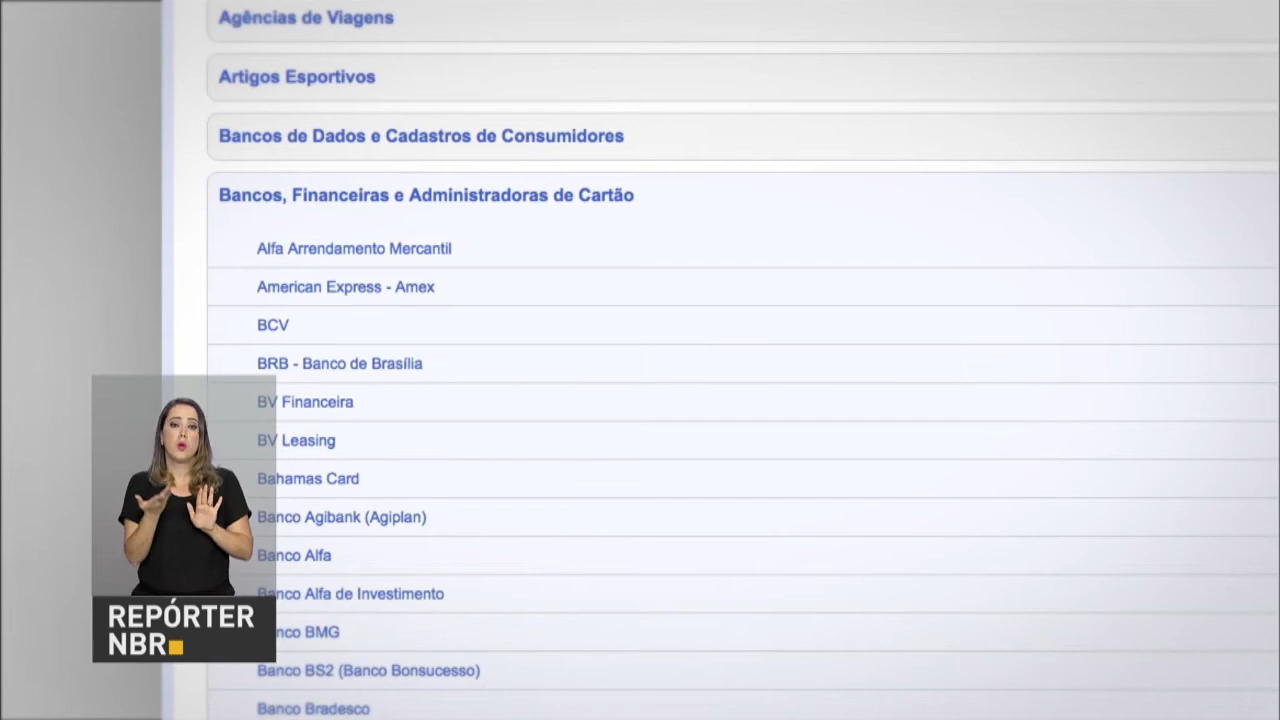 Agências de Viagens
Artigos Esportivos
Bancos de Dados e Cadastros de Consumidores
Bancos, Financeiras e Administradoras de Cartão
Alfa Arrendamento Mercantil
American Express - Amex
BCV
BRB - Banco de Brasília
BV Financeira
BV Leasing
Bahamas Card
Banco Agibank (Agiplan)
Banco Alfa
Banco Alfa de Investimento
nco BMG
Banco BS2 (Banco Bonsucesso)
Banco Bradesco
REPÓRTER
NBR